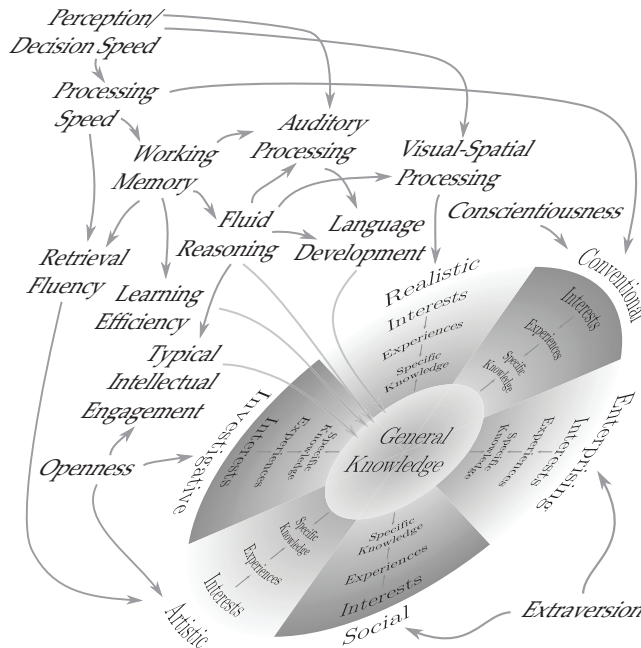 Perception/
Decision Speed
Processing
Speed
Auditory
Processing
Working
Memory
Visual-Spatial
Processing
Conscientiousness
Fluid
Reasoning
Language
Development
Retrieval
Fluency
Learning
Efficiency
Typical
Intellectual
Engagement
Openness
Extraversion
Realistic
Interests
Experiences
Specific
Knowledge
Conventional
Interests
Experiences
Specific
Knowledge
Investigative
Interests
Experiences
Specific
Knowledge
General
Knowledge
Enterprising
Interests
Experiences
Specific
Knowledge
Artistic
Interests
Experiences
Specific
Knowledge
Specific
Knowledge
Experiences
Interests
Social